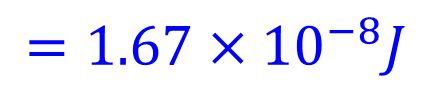 = 1.67 × 10⁻⁸J